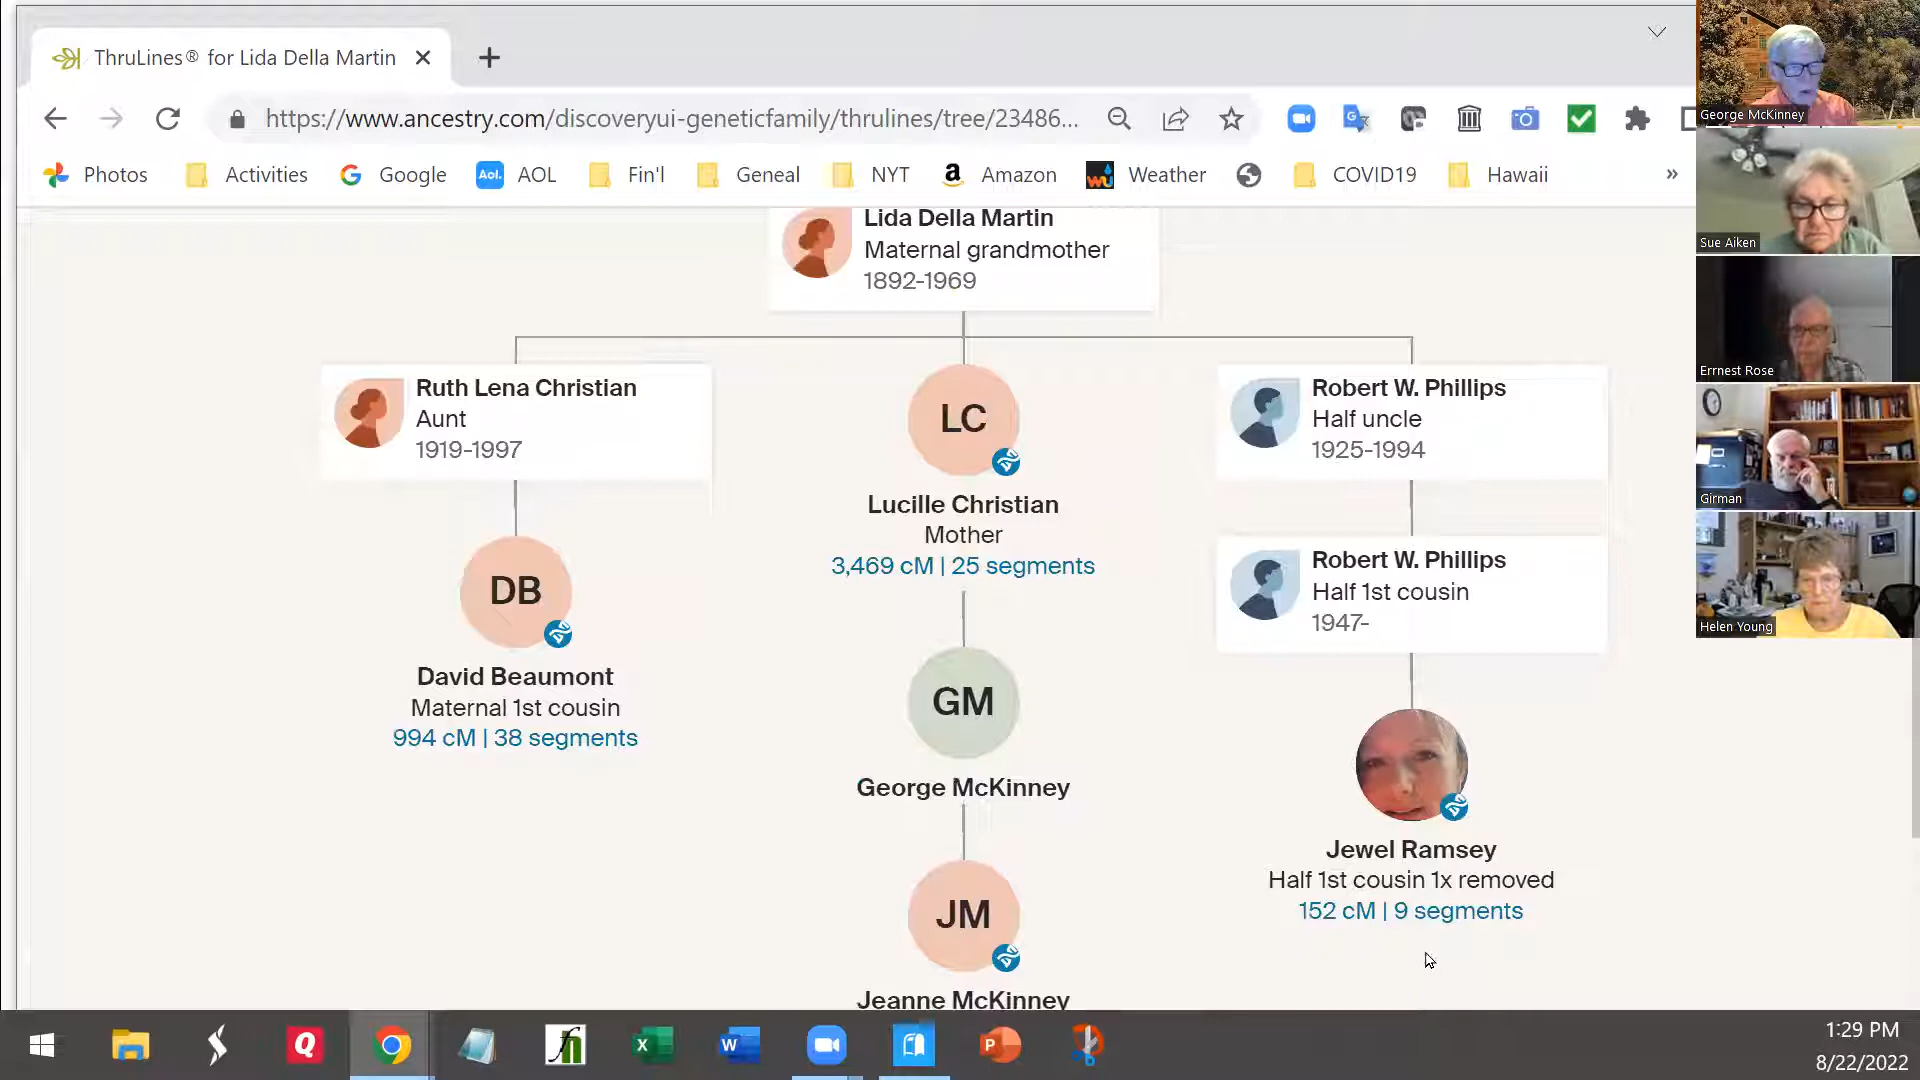 ThruLines® for Lida Della Martin
https://www.ancestry.com/discoveryui-geneticfamily/thrulines/tree/23486...
Photos Activities Google Aol. AOL Fin'l Geneal NYT Amazon Weather COVID19 Hawaii »
Lida Della Martin
Maternal grandmother
1892-1969
Ruth Lena Christian
Aunt
1919-1997
LC
Lucille Christian
Mother
3,469 cM | 25 segments
Robert W. Phillips
Half uncle
1925-1994
DB
David Beaumont
Maternal 1st cousin
994 cM | 38 segments
GM
George McKinney
Robert W. Phillips
Half 1st cousin
1947-
Jewel Ramsey
Half 1st cousin 1x removed
152 cM | 9 segments
JM
Jeanne McKinney
George McKinney
Sue Aiken
Errnest Rose
Girman
Helen Young
1:29 PM
8/22/2022